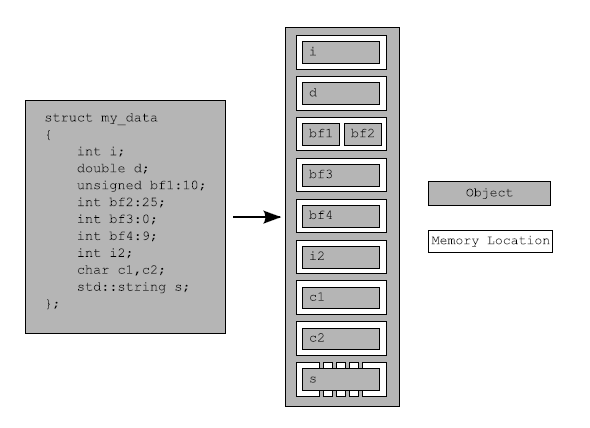 struct my_data
{
int i;
double d;
unsigned bf1:10;
int bf2:25;
int bf3:0;
int bf4:9;
int i2;
char c1,c2;
std::string s;
};
i
d
bf1 bf2
bf3
bf4
i2
c1
c2
s
Object
Memory Location